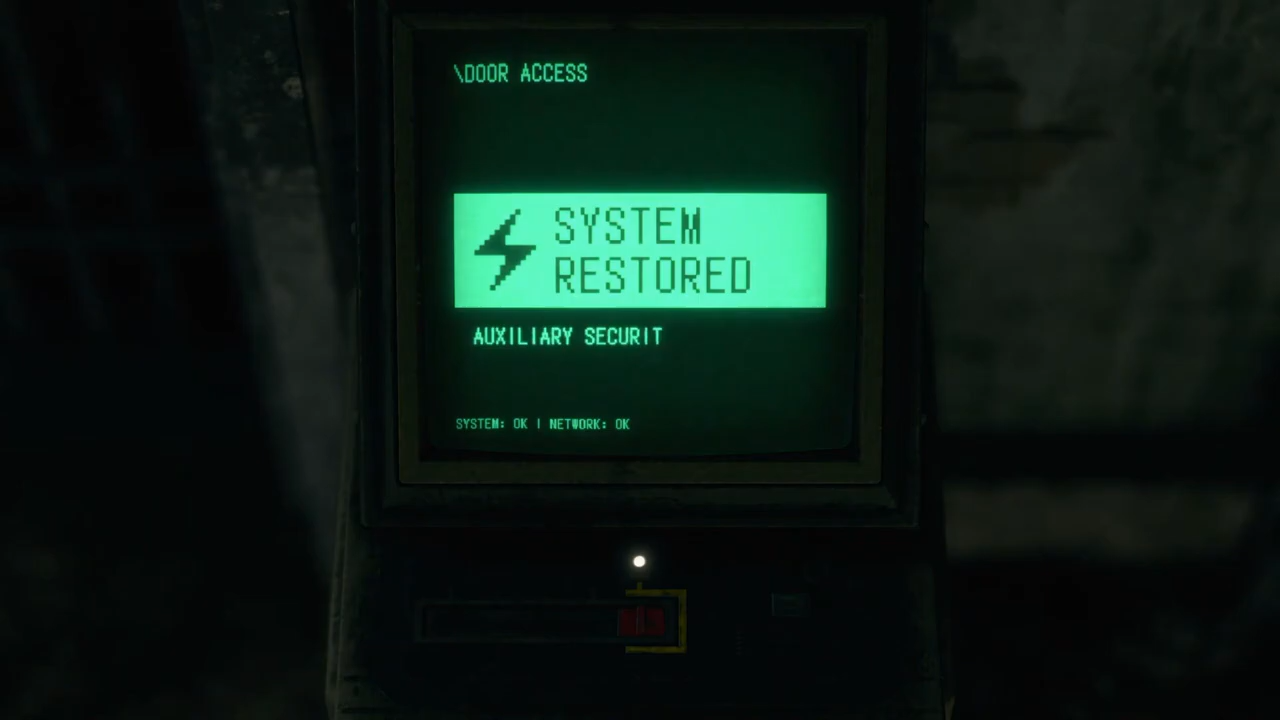 \DOOR ACCESS
SYSTEM
RESTORED
AUXILIARY SECURIT
SYSTEM: OK | NETWORK: OK